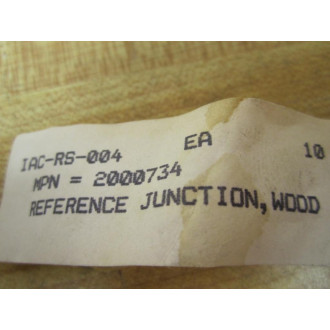 IAC-RS-004 EA 10
MPN = 2000734
REFERENCE JUNCTION, WOOD